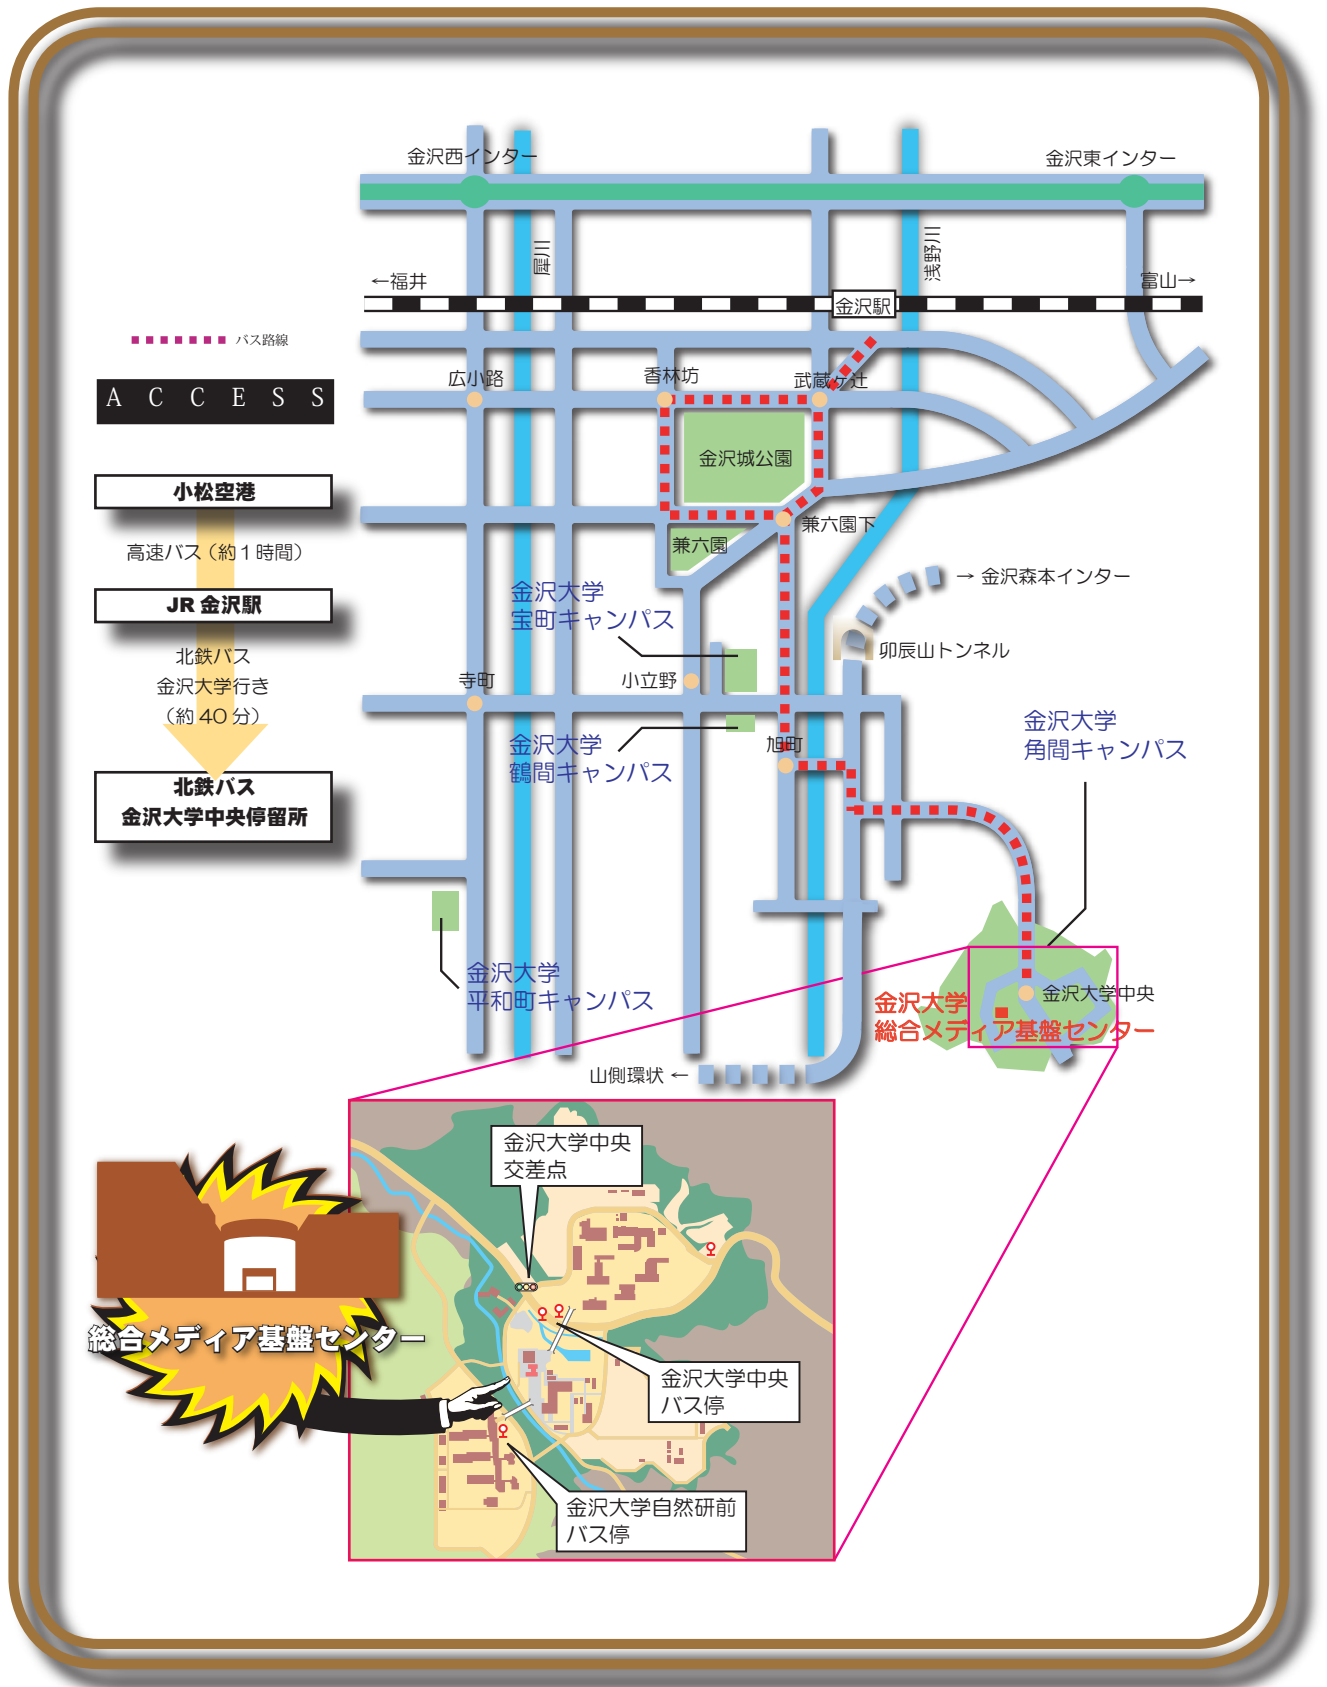 金沢西インター
金沢東インター
犀川
浅野川
←福井
富山→
金沢駅
バス路線
ACCESS
広小路
香林坊
武蔵ヶ辻
金沢城公園
小松空港
兼六園下
高速バス（約1時間）
兼六園
→ 金沢森本インター
JR 金沢駅
金沢大学
宝町キャンパス
卯辰山トンネル
北鉄バス
金沢大学行き
（約 40 分）
寺町
小立野
金沢大学
角間キャンパス
旭町
金沢大学
鶴間キャンパス
北鉄バス
金沢大学中央停留所
金沢大学
平和町キャンパス
金沢大学中央
金沢大学
総合メディア基盤センター
山側環状 ←
金沢大学中央
交差点
総合メディア基盤センター
金沢大学中央
バス停
金沢大学自然研前
バス停